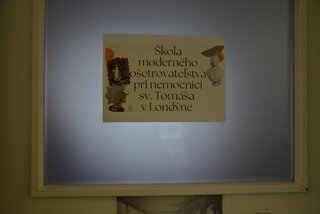 Škola
moderného
ošetrovateľstva
pri nemocnici
sv. Tomáša
v Londýne